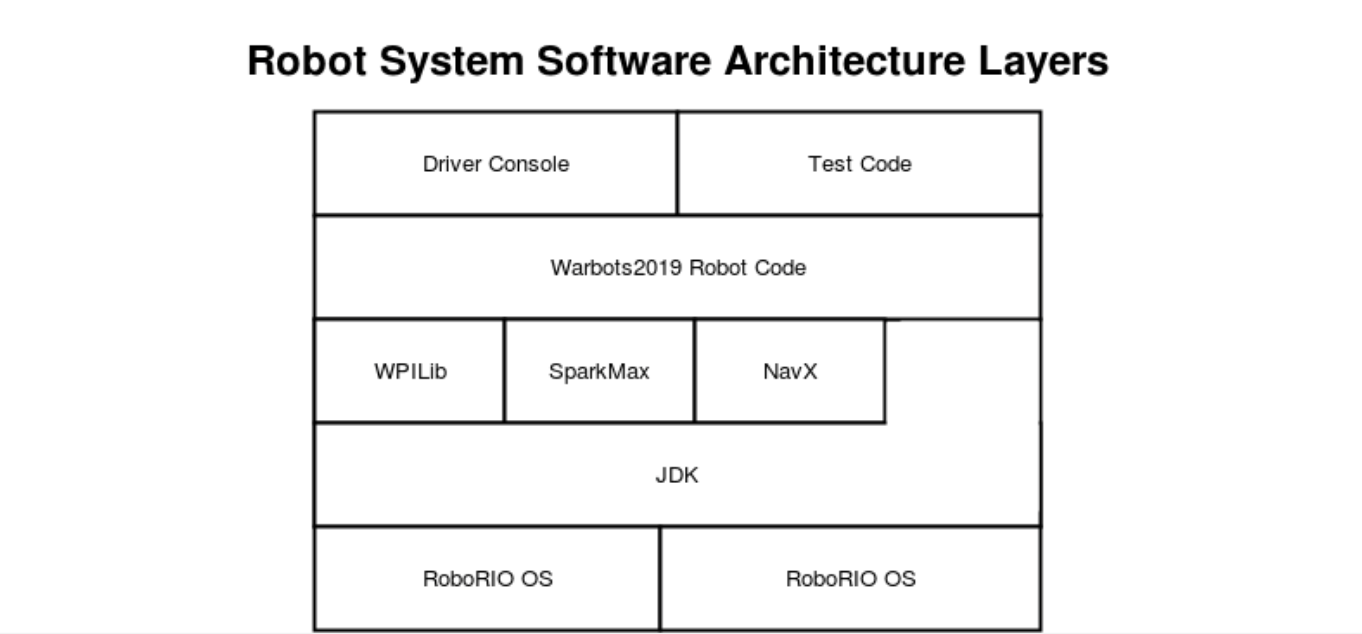 Robot System Software Architecture Layers
Driver Console
Test Code
Warbots2019 Robot Code
WPILib
SparkMax
NavX
JDK
RoboRIO OS
RoboRIO OS